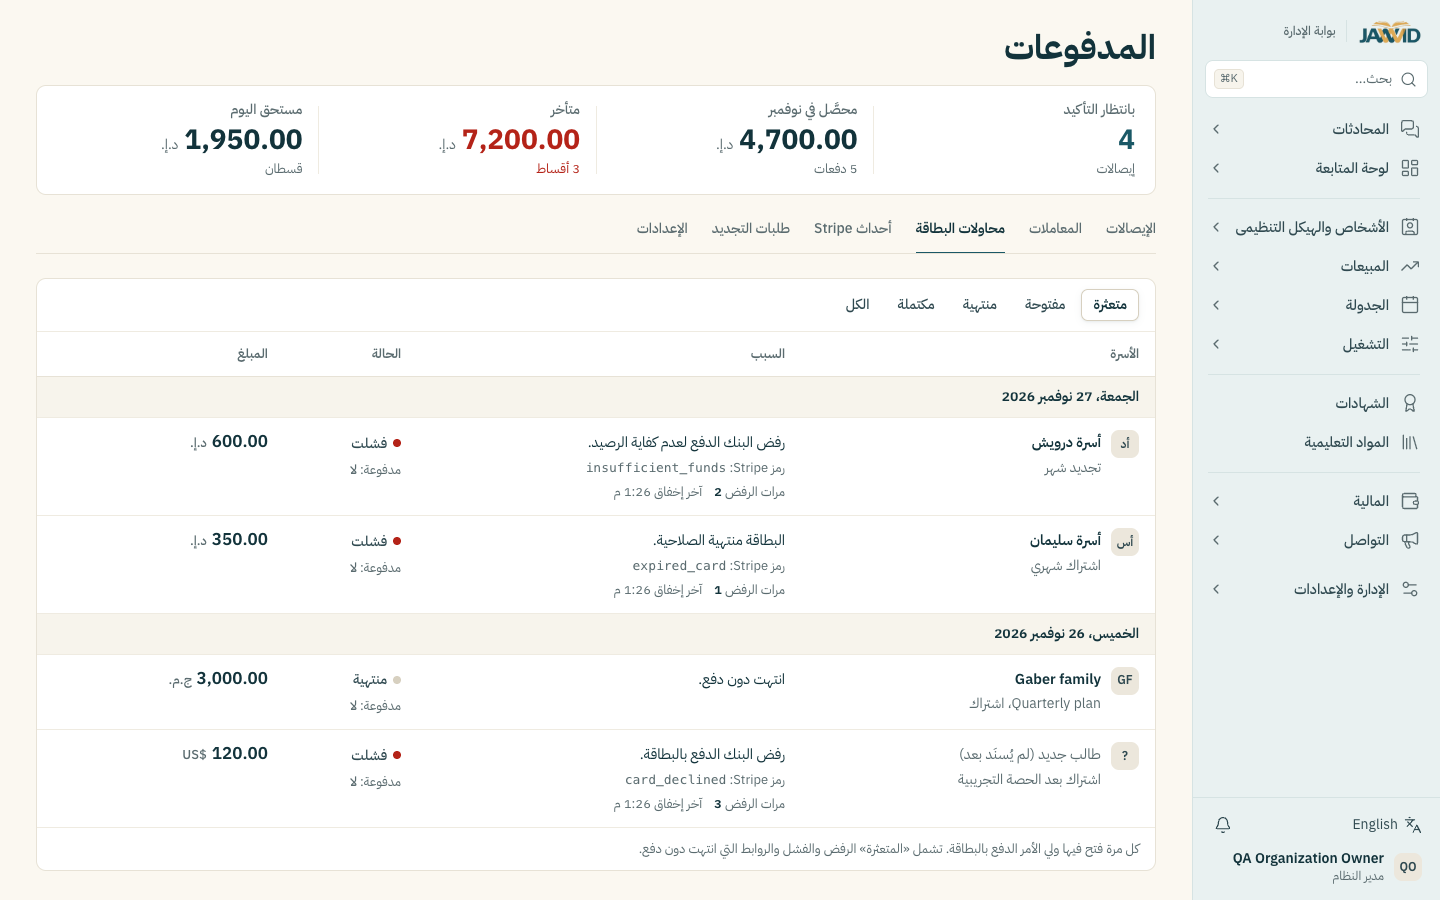 JAWWID
بوابة الإدارة
بحث...
⌘K
المحادثات
لوحة المتابعة
الأشخاص والهيكل التنظيمي
المبيعات
الجدولة
التشغيل
الشهادات
المواد التعليمية
المالية
التواصل
الإدارة والإعدادات
English
QO
QA Organization Owner
مدير النظام
المدفوعات
بانتظار التأكيد
4
إيصالات
محصَّل في نوفمبر
4,700.00 د.إ.
5 دفعات
متأخر
7,200.00 د.إ.
3 أقساط
مستحق اليوم
1,950.00 د.إ.
قسطان
الإيصالات
المعاملات
محاولات البطاقة
أحداث Stripe
طلبات التجديد
الإعدادات
متعثرة
مفتوحة
منتهية
مكتملة
الكل
الأسرة
السبب
الحالة
المبلغ
الجمعة، 27 نوفمبر 2026
أد
أسرة درويش
تجديد شهر
رفض البنك الدفع لعدم كفاية الرصيد.
رمز Stripe: insufficient_funds
مرات الرفض 2 آخر إخفاق 1:26 م
فشلت
مدفوعة: لا
600.00 د.إ.
أس
أسرة سليمان
اشتراك شهري
البطاقة منتهية الصلاحية.
رمز Stripe: expired_card
مرات الرفض 1 آخر إخفاق 1:26 م
فشلت
مدفوعة: لا
350.00 د.إ.
الخميس، 26 نوفمبر 2026
GF
Gaber family
Quarterly plan، اشتراك
انتهت دون دفع.
منتهية
مدفوعة: لا
3,000.00 ج.م.
?
طالب جديد (لم يُسنَد بعد)
اشتراك بعد الحصة التجريبية
رفض البنك الدفع بالبطاقة.
رمز Stripe: card_declined
مرات الرفض 3 آخر إخفاق 1:26 م
فشلت
مدفوعة: لا
120.00 US$
كل مرة فتح فيها ولي الأمر الدفع بالبطاقة. تشمل «المتعثرة» الرفض والفشل والروابط التي انتهت دون دفع.